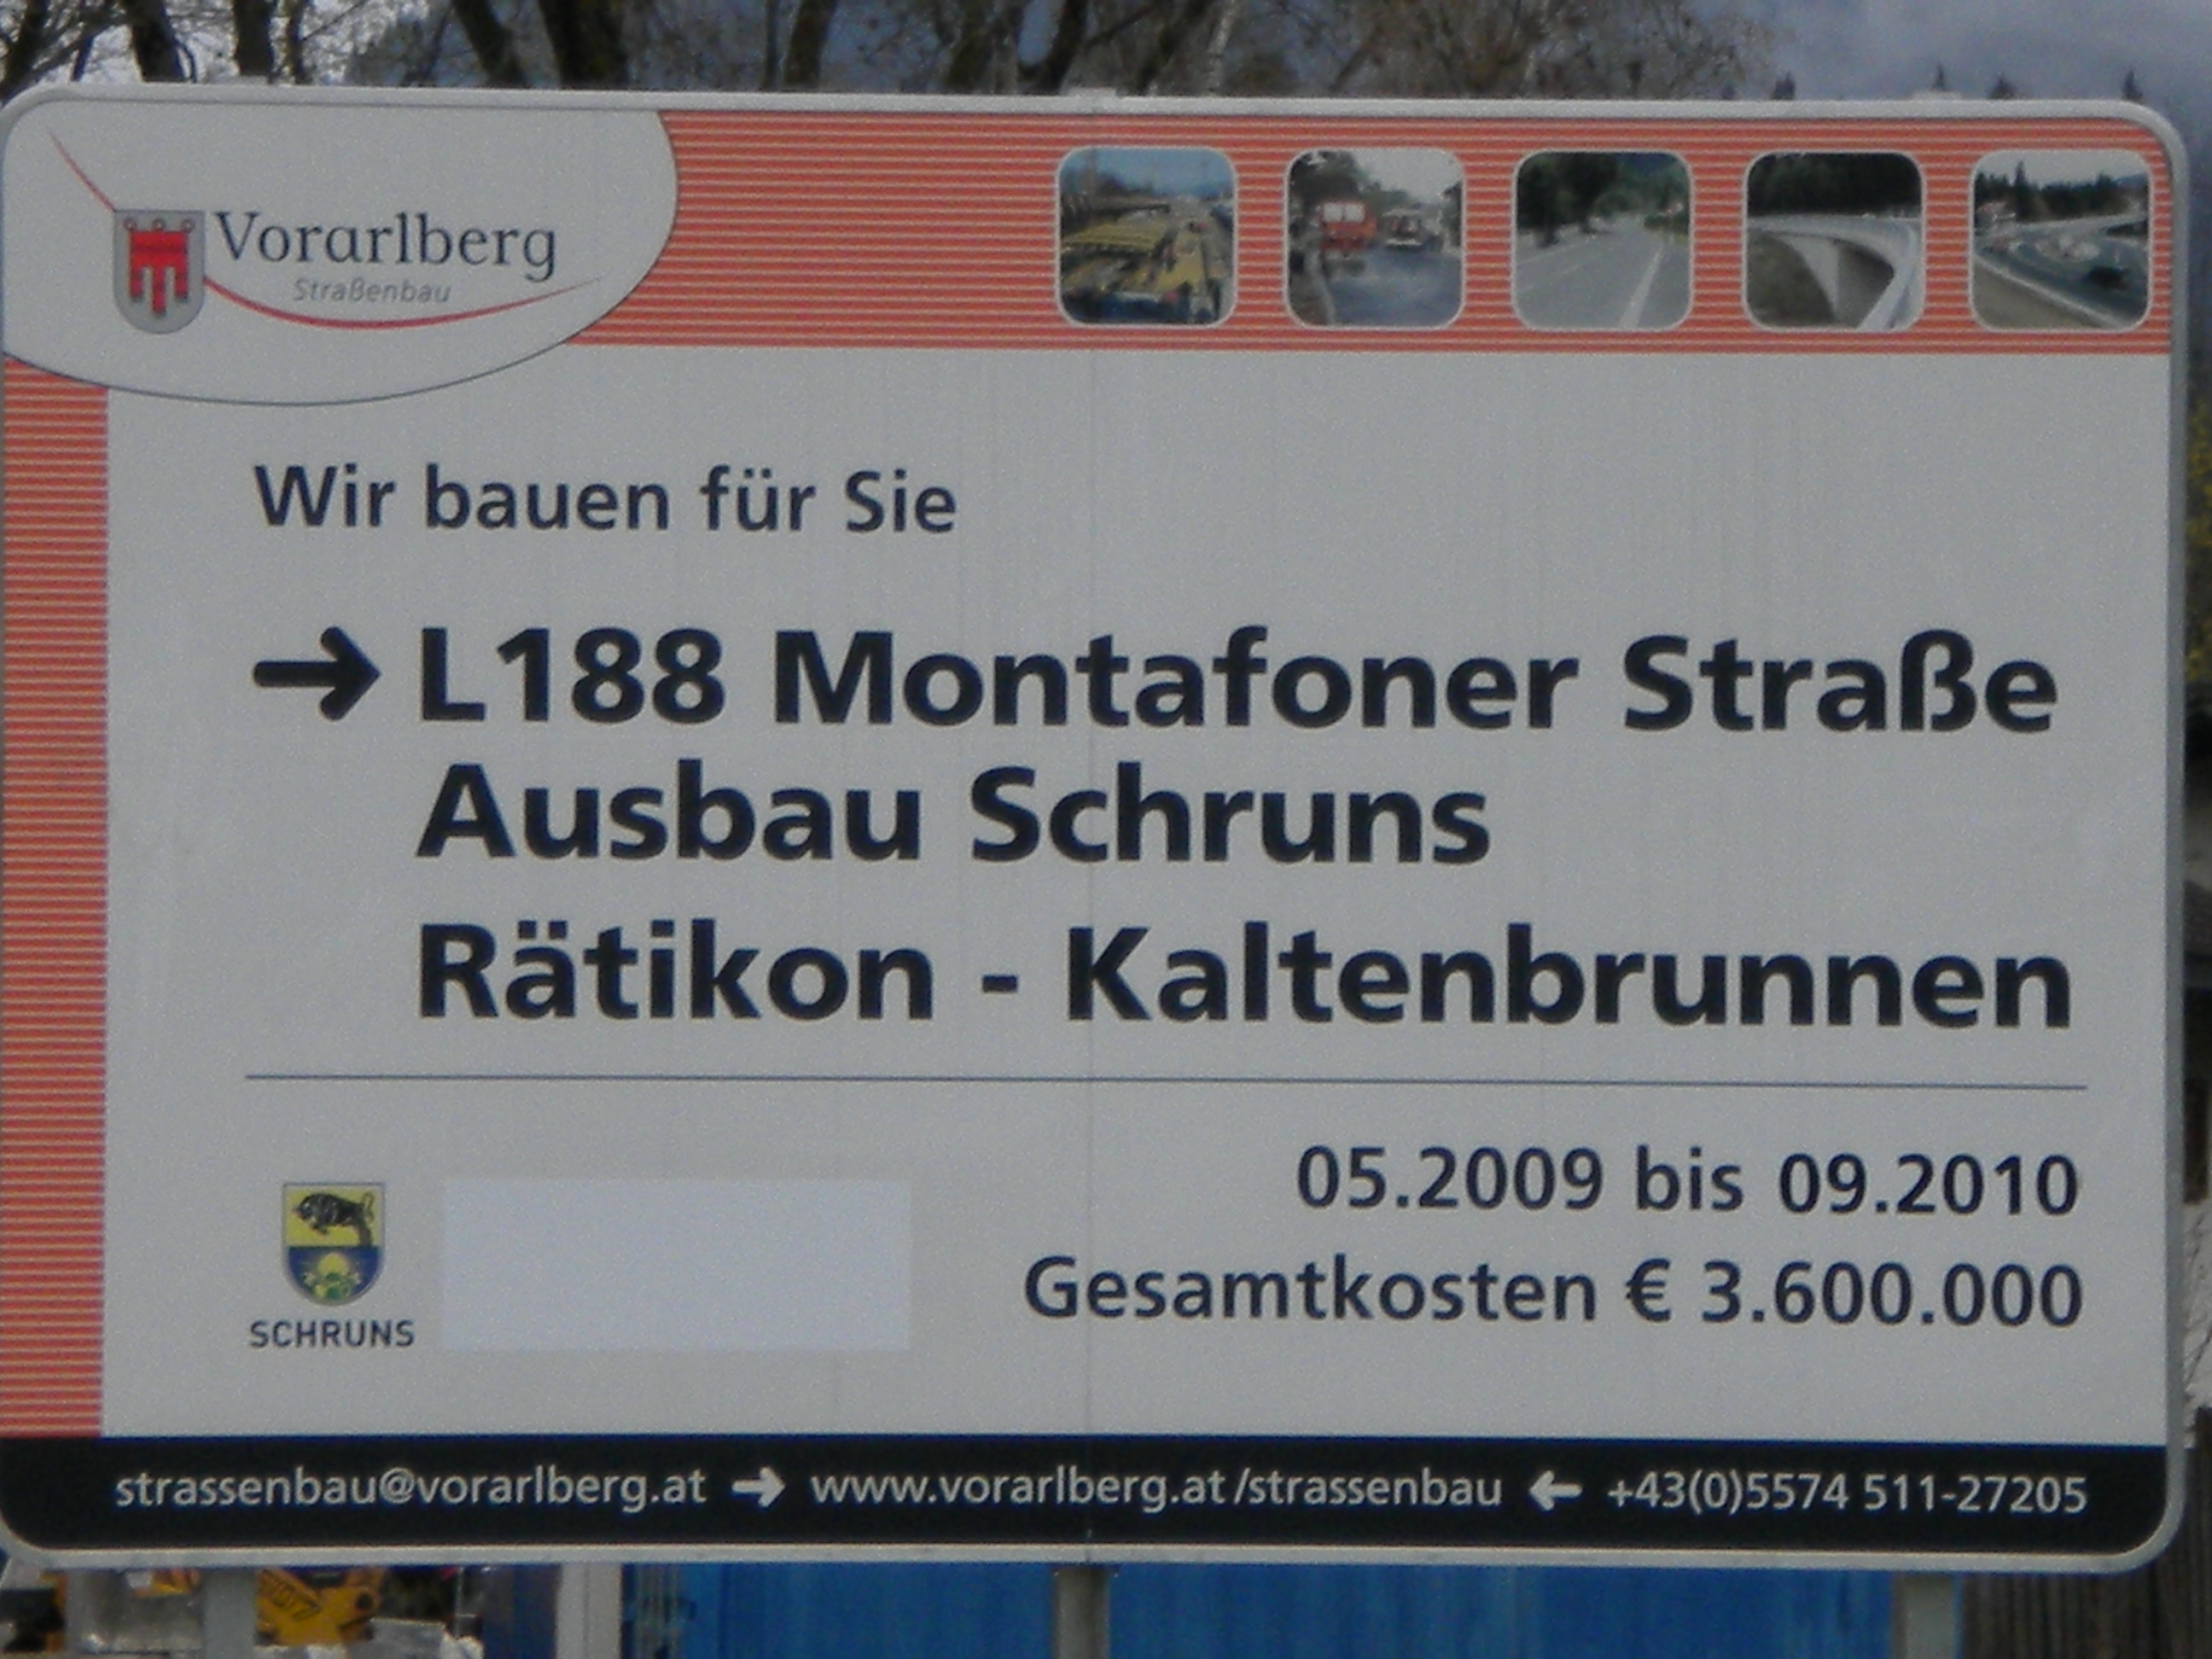 Vorarlberg
Straßenbau
Wir bauen für Sie
→ L188 Montafoner Straße
Ausbau Schruns
Rätikon - Kaltenbrunnen
05.2009 bis 09.2010
Gesamtkosten € 3.600.000
SCHRUNS
strassenbau@vorarlberg.at → www.vorarlberg.at/strassenbau ← +43(0)5574 511-27205